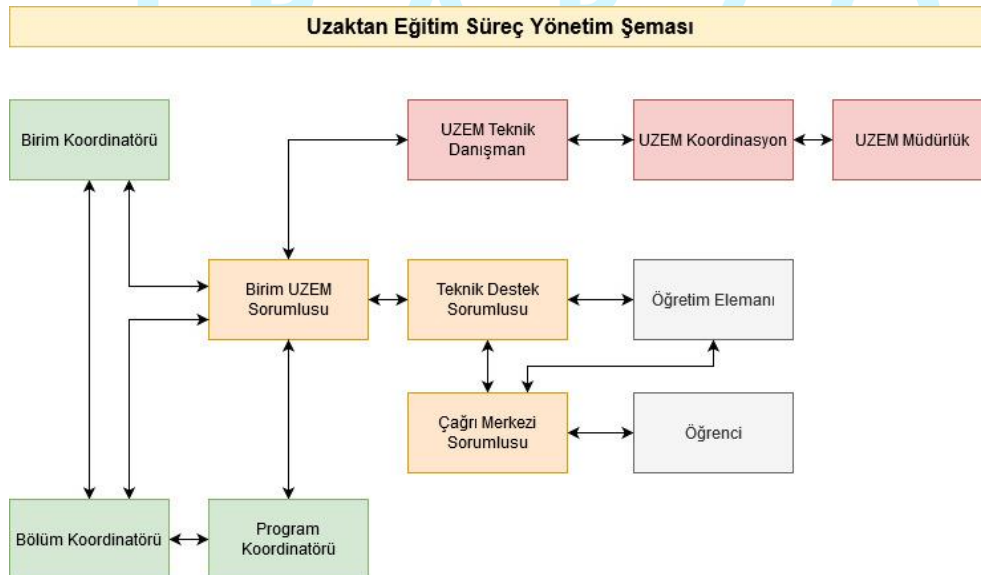 Uzaktan Eğitim Süreç Yönetim Şeması
Birim Koordinatörü
UZEM Teknik
Danışman
UZEM Koordinasyon
UZEM Müdürlük
Birim UZEM
Sorumlusu
Teknik Destek
Sorumlusu
Öğretim Elemanı
Çağrı Merkezi
Sorumlusu
Öğrenci
Bölüm Koordinatörü
Program
Koordinatörü